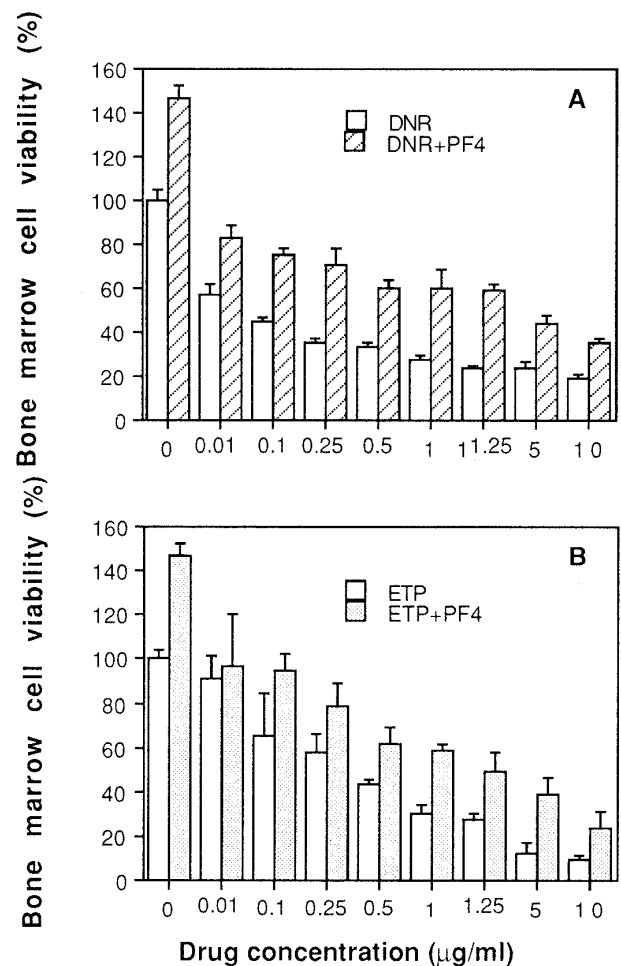 Bone marrow cell viability (%)
160
140
120
100
80
60
40
20
0
A
DNR
DNR+PF4
0 0.01 0.1 0.25 0.5 1 11.25 5 10
Bone marrow cell viability (%)
160
140
120
100
80
60
40
20
0
B
ETP
ETP+PF4
0 0.01 0.1 0.25 0.5 1 1.25 5 10
Drug concentration (μg/ml)